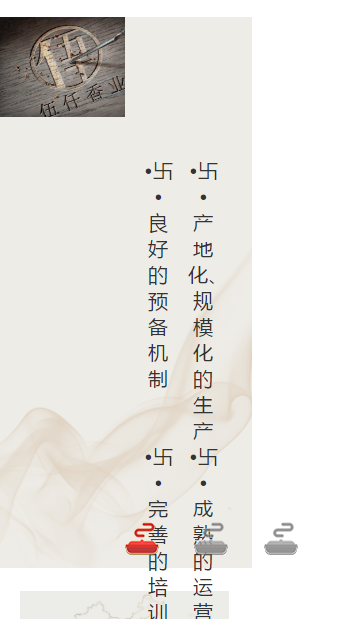 伍仟香业
•卐•产地化、规模化的生产
•卐•良好的预备机制
•卐•成熟的运营
•卐•完善的培训